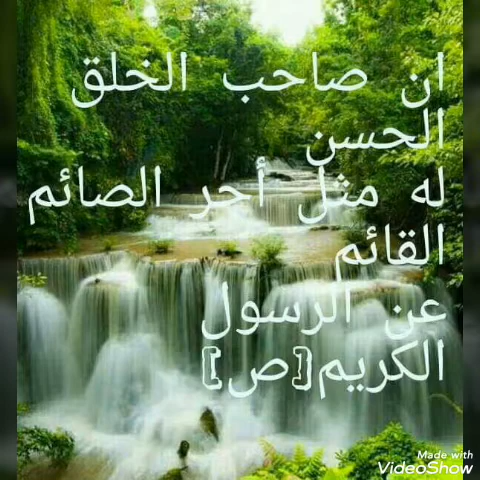 ان صاحب الخلق
الحسن
له مثل أجر الصائم
القائم
عن الرسول
الكريم[ص]
Made with
VideoShow